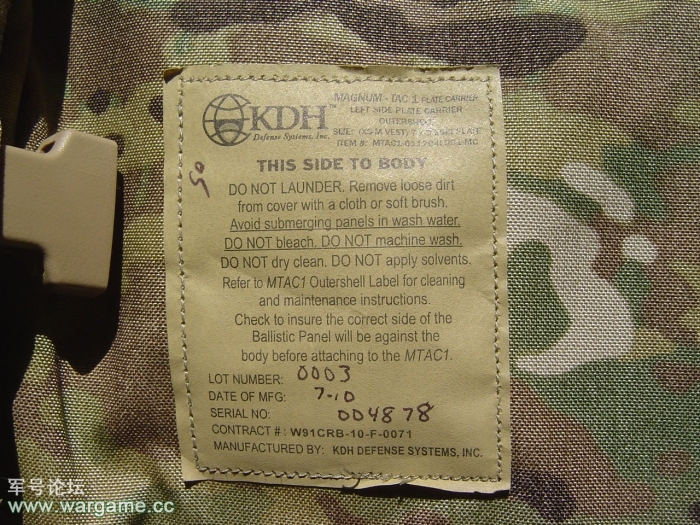 KDH™
Defense Systems, Inc.
MAGNUM - TAC 1 PLATE CARRIER
LEFT SIDE PLATE CARRIER
OUTERSHELL
SIZE: PLATE
ITEM #:
THIS SIDE TO BODY
DO NOT LAUNDER. Remove loose dirt
from cover with a cloth or soft brush.
Avoid submerging panels in wash water.
DO NOT bleach. DO NOT machine wash.
DO NOT dry clean. DO NOT apply solvents.
Refer to MTAC1 Outershell Label for cleaning
and maintenance instructions.
Check to insure the correct side of the
Ballistic Panel will be against the
body before attaching to the MTAC1.
LOT NUMBER: 0003
DATE OF MFG: 7-10
SERIAL NO: 004878
CONTRACT # : W91CRB-10-F-0071
MANUFACTURED BY: KDH DEFENSE SYSTEMS, INC.
军号论坛
www.wargame.cc